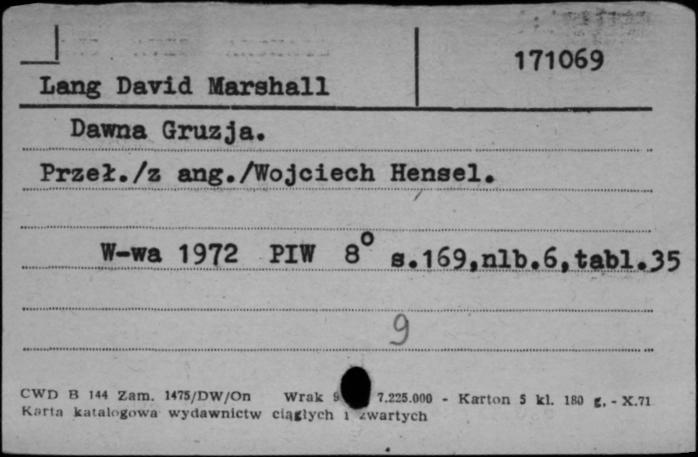 171069
Lang David Marshall
Dawna Gruzja.
Przeł./z ang./Wojciech Hensel.
W-wa 1972 PIW 8° s.169,nlb.6,tabl.35
9
CWD B 144 Zam. 1475/DW/On Wrak 7.225.000 - Karton 5 kl. 180 g. - X.71
Karta katalogowa wydawnictw ciągłych i zwartych